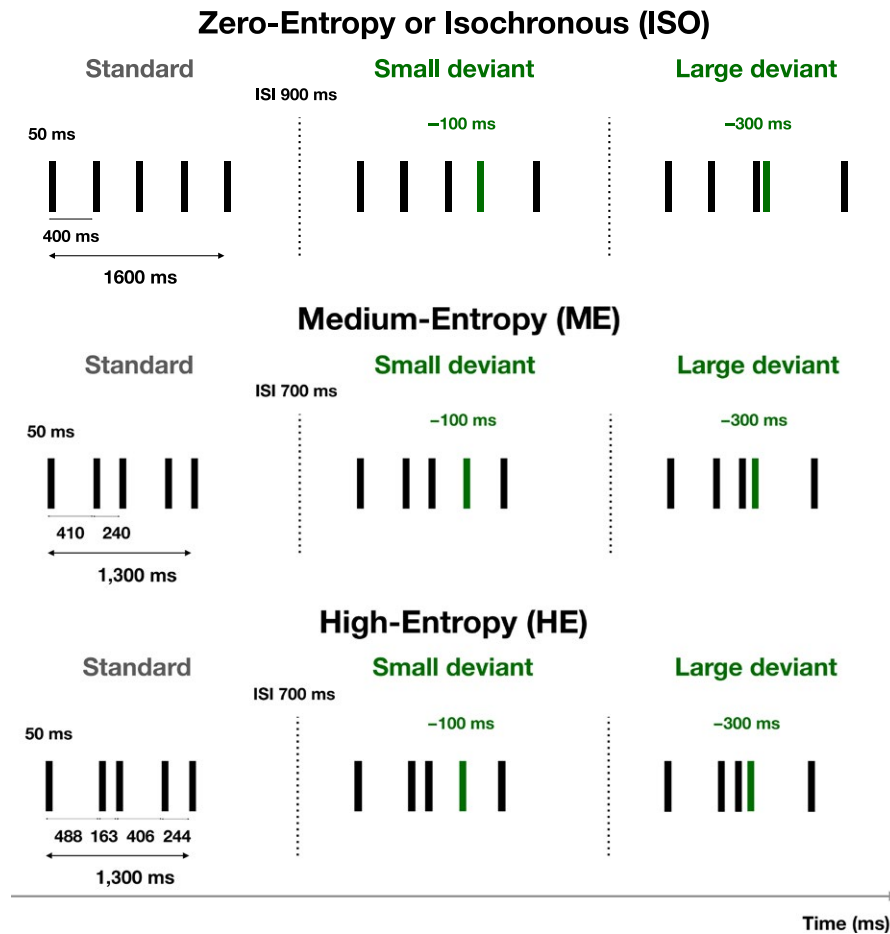 Zero-Entropy or Isochronous (ISO)
Standard
Small deviant
Large deviant
ISI 900 ms
−100 ms
−300 ms
50 ms
400 ms
1600 ms
Medium-Entropy (ME)
Standard
Small deviant
Large deviant
ISI 700 ms
−100 ms
−300 ms
50 ms
410 240
1,300 ms
High-Entropy (HE)
Standard
Small deviant
Large deviant
ISI 700 ms
−100 ms
−300 ms
50 ms
488 163 406 244
1,300 ms
Time (ms)